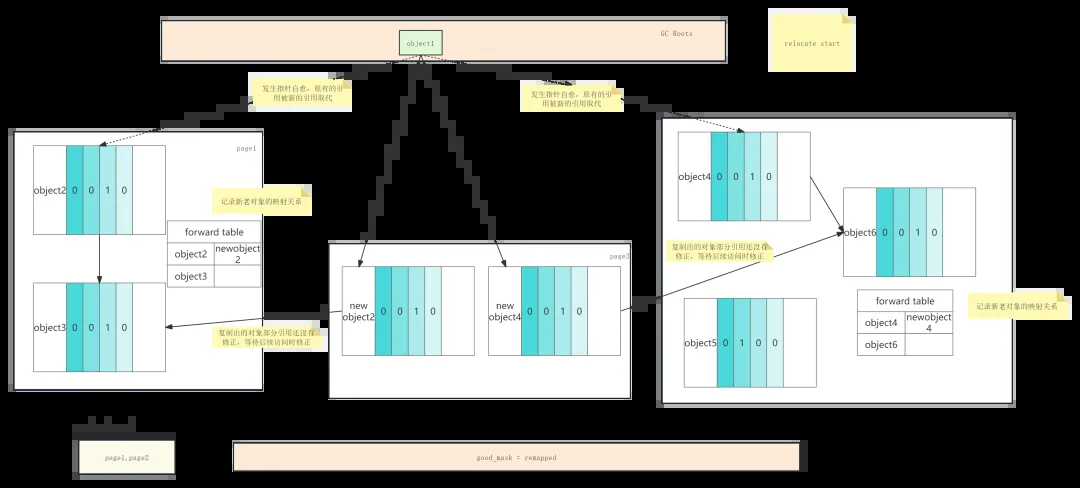 GC Roots
object1
relocate start
发生指针自愈，原有的引
用被新的引用取代
发生指针自愈，原有的引
用被新的引用取代
page1
object2 0 0 1 0
记录新老对象的映射关系
forward table
object2 newobject
2
object3
object3 0 0 1 0
复制出的对象部分引用还没有
修正，等待后续访问时修正
page3
new
object2 0 0 1 0
new
object4 0 0 1 0
object4 0 0 1 0
object6 0 0 1 0
复制出的对象部分引用还没有
修正，等待后续访问时修正
object5 0 1 0 0
forward table
object4 newobject
4
object6
记录新老对象的映射关系
page1,page2
good_mask = remapped